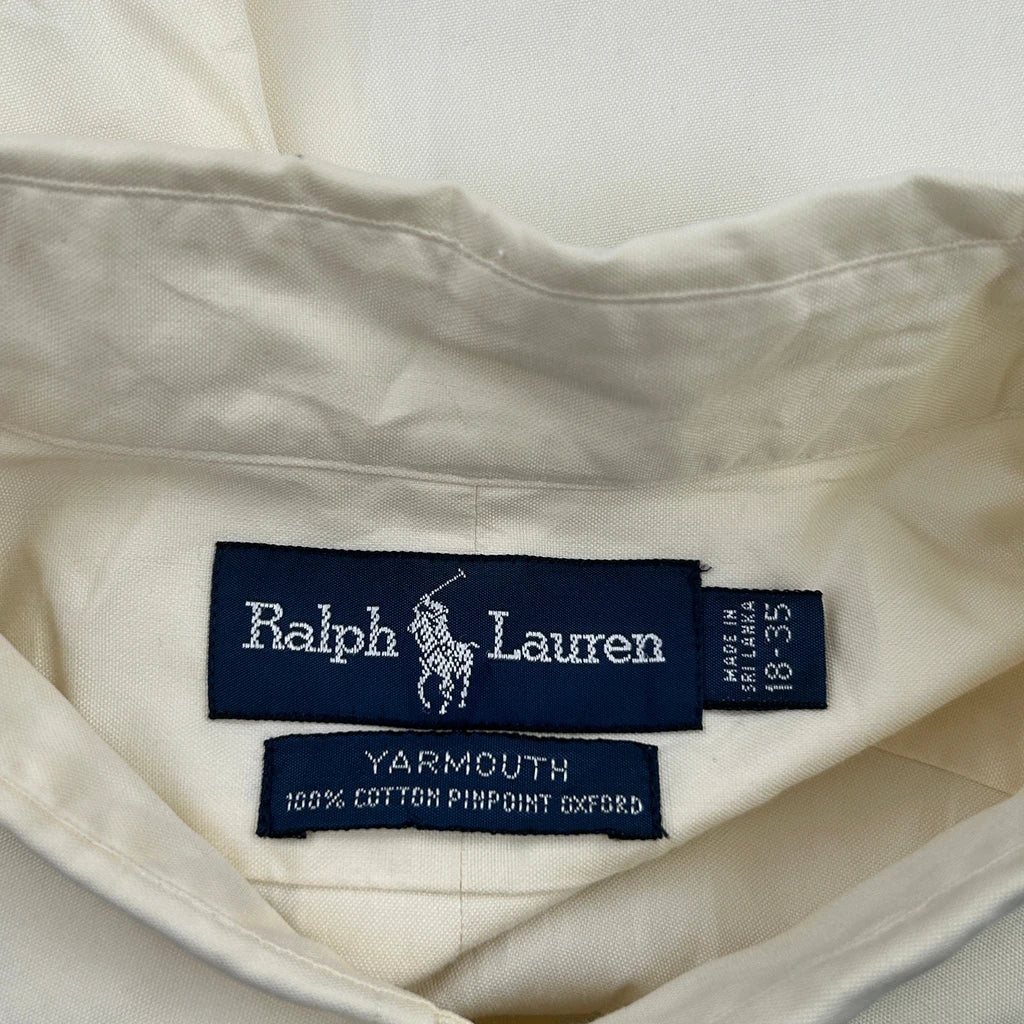 Ralph Lauren
MADE IN
SRI LANKA
18-35
YARMOUTH
100% COTTON PINPOINT OXFORD